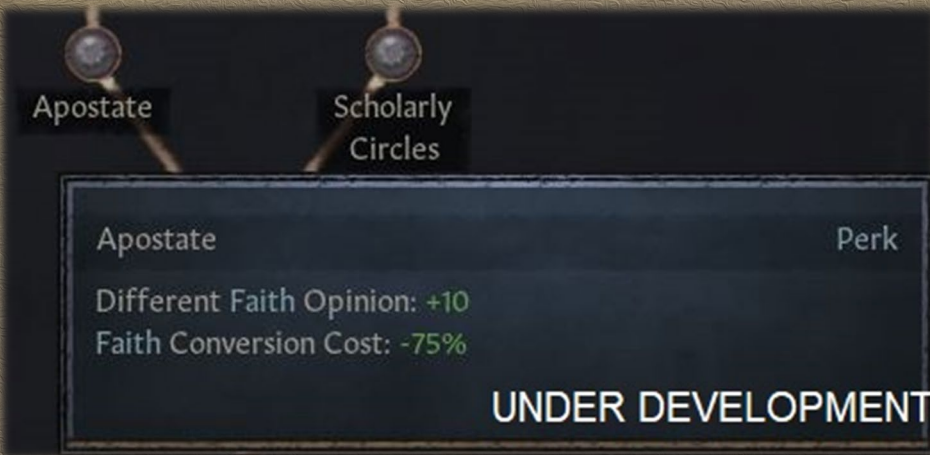 Apostate
Scholarly
Circles
Apostate
Perk
Different Faith Opinion: +10
Faith Conversion Cost: -75%
UNDER DEVELOPMENT